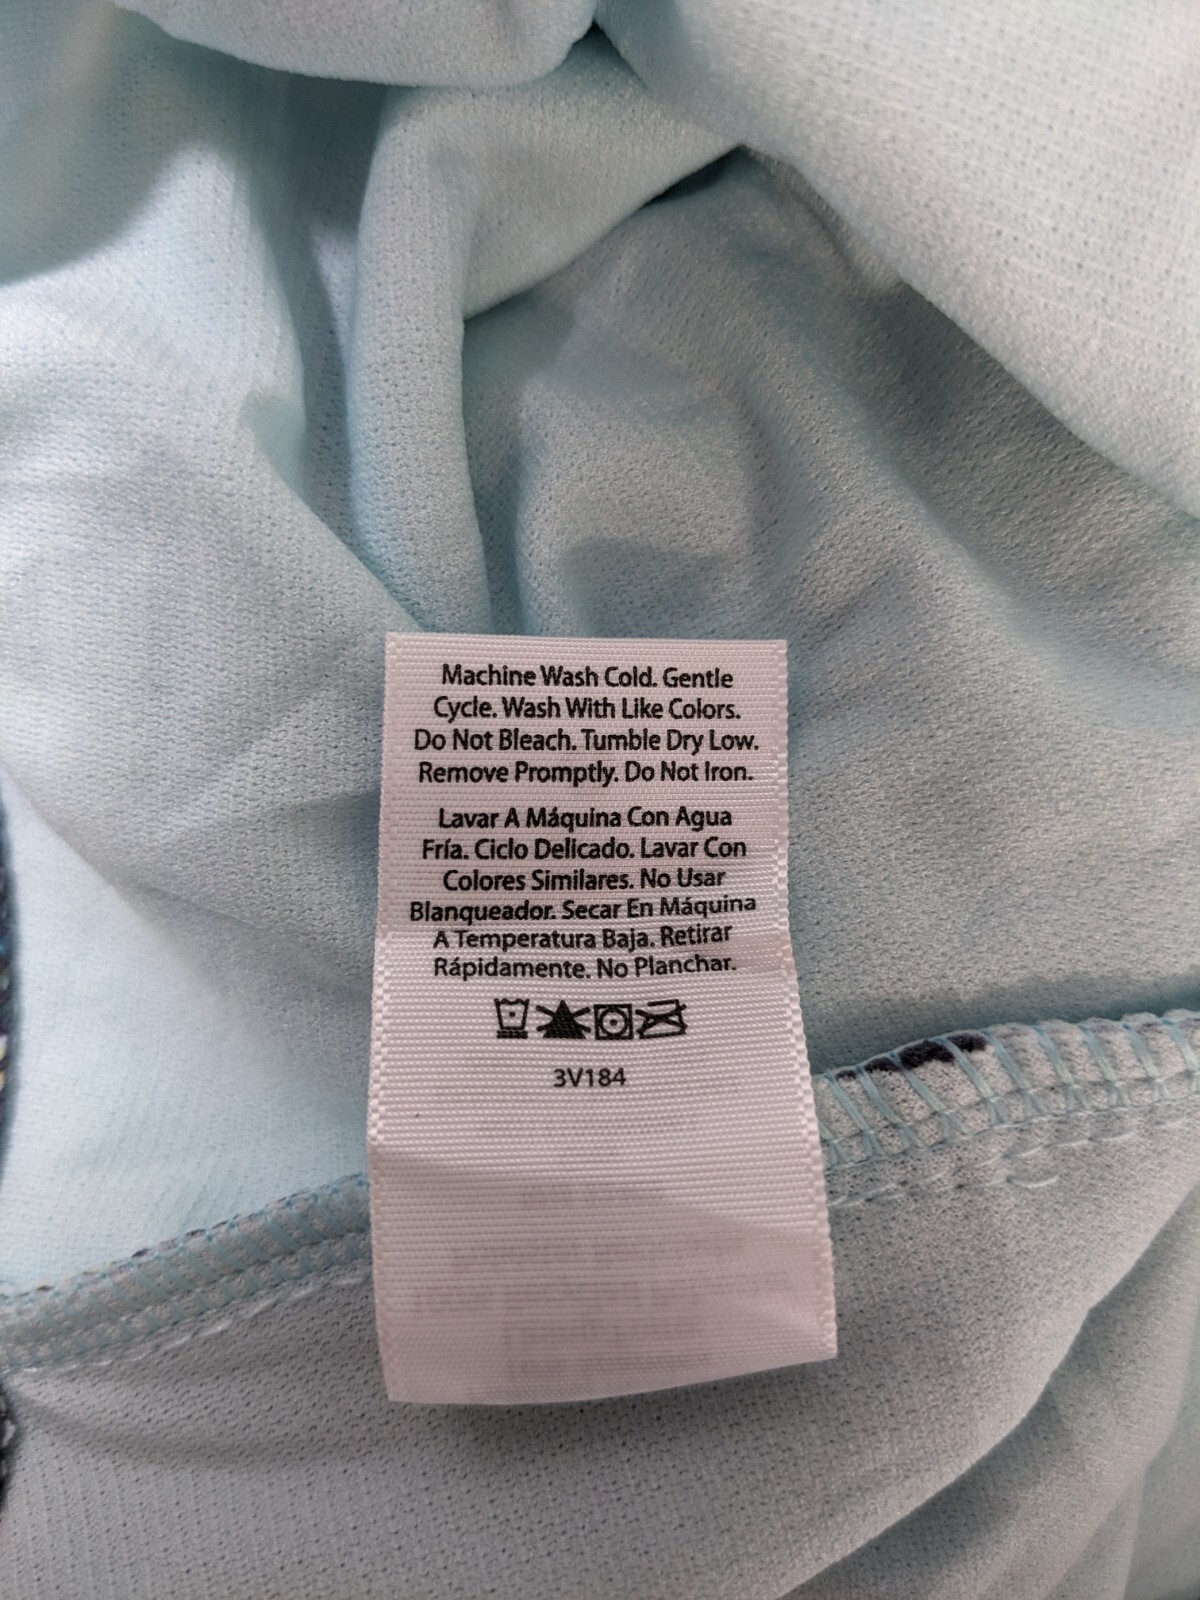 Machine Wash Cold. Gentle
Cycle. Wash With Like Colors.
Do Not Bleach. Tumble Dry Low.
Remove Promptly. Do Not Iron.
Lavar A Máquina Con Agua
Fría. Ciclo Delicado. Lavar Con
Colores Similares. No Usar
Blanqueador. Secar En Máquina
A Temperatura Baja. Retirar
Rápidamente. No Planchar.
3V184